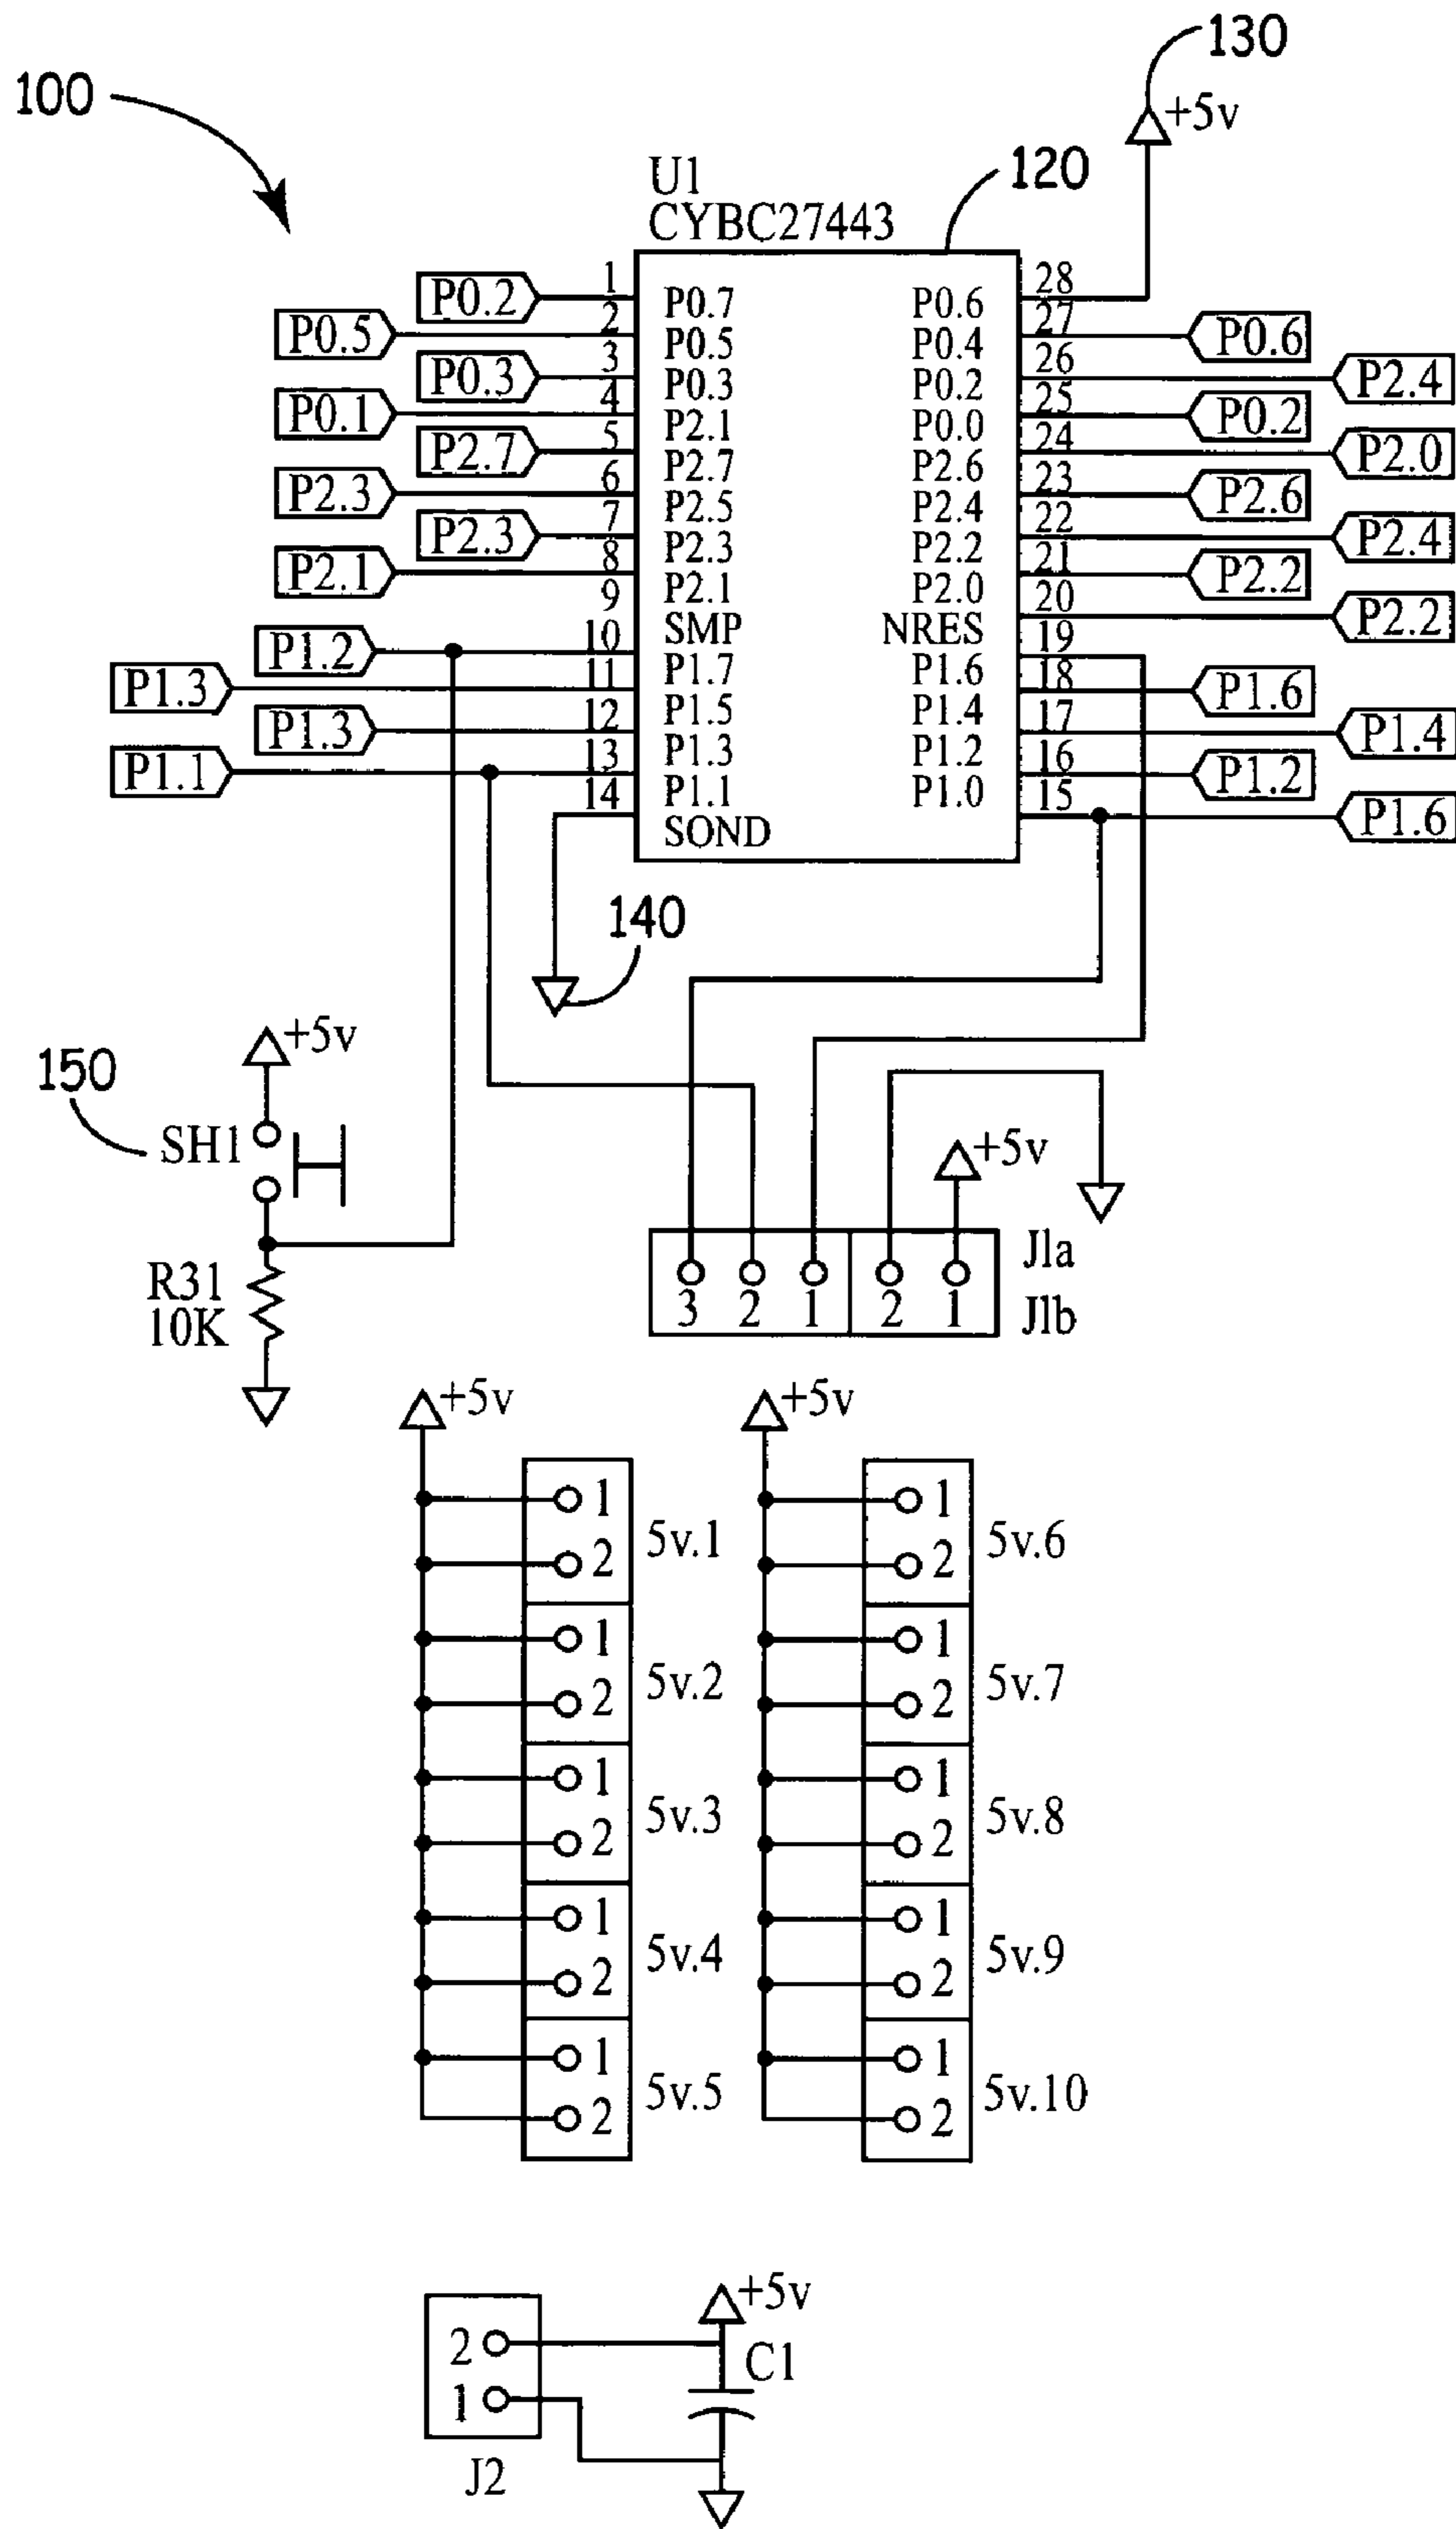 100
130
+5v
120
U1
CYBC27443
P0.2
P0.5
P0.3
P0.1
P2.7
P2.3
P2.3
P2.1
P1.2
P1.3
P1.3
P1.1
1
2
3
4
5
6
7
8
9
10
11
12
13
14
P0.7
P0.5
P0.3
P2.1
P2.7
P2.5
P2.3
P2.1
SMP
P1.7
P1.5
P1.3
P1.1
SOND
P0.6
P0.4
P0.2
P0.0
P2.6
P2.4
P2.2
P2.0
NRES
P1.6
P1.4
P1.2
P1.0
28
27
26
25
24
23
22
21
20
19
18
17
16
15
P0.6
P2.4
P0.2
P2.0
P2.6
P2.4
P2.2
P2.2
P1.6
P1.4
P1.2
P1.6
140
+5v
150
SH1
R31
10K
+5v
J1a
J1b
3 2 1 2 1
+5v
1
2
5v.1
1
2
5v.2
1
2
5v.3
1
2
5v.4
1
2
5v.5
+5v
1
2
5v.6
1
2
5v.7
1
2
5v.8
1
2
5v.9
1
2
5v.10
2
1
J2
+5v
C1